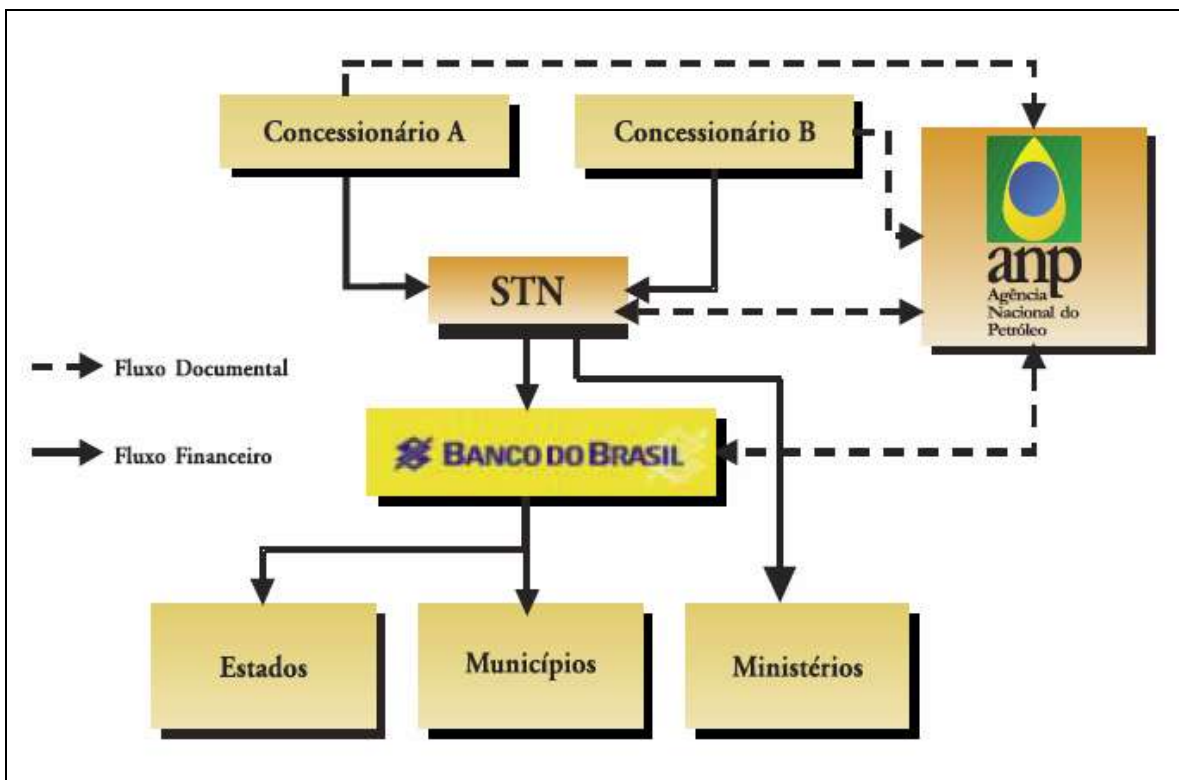 Concessionário A
Concessionário B
anp
Agência
Nacional do
Petróleo
STN
Fluxo Documental
Fluxo Financeiro
BANCO DO BRASIL
Estados
Municípios
Ministérios